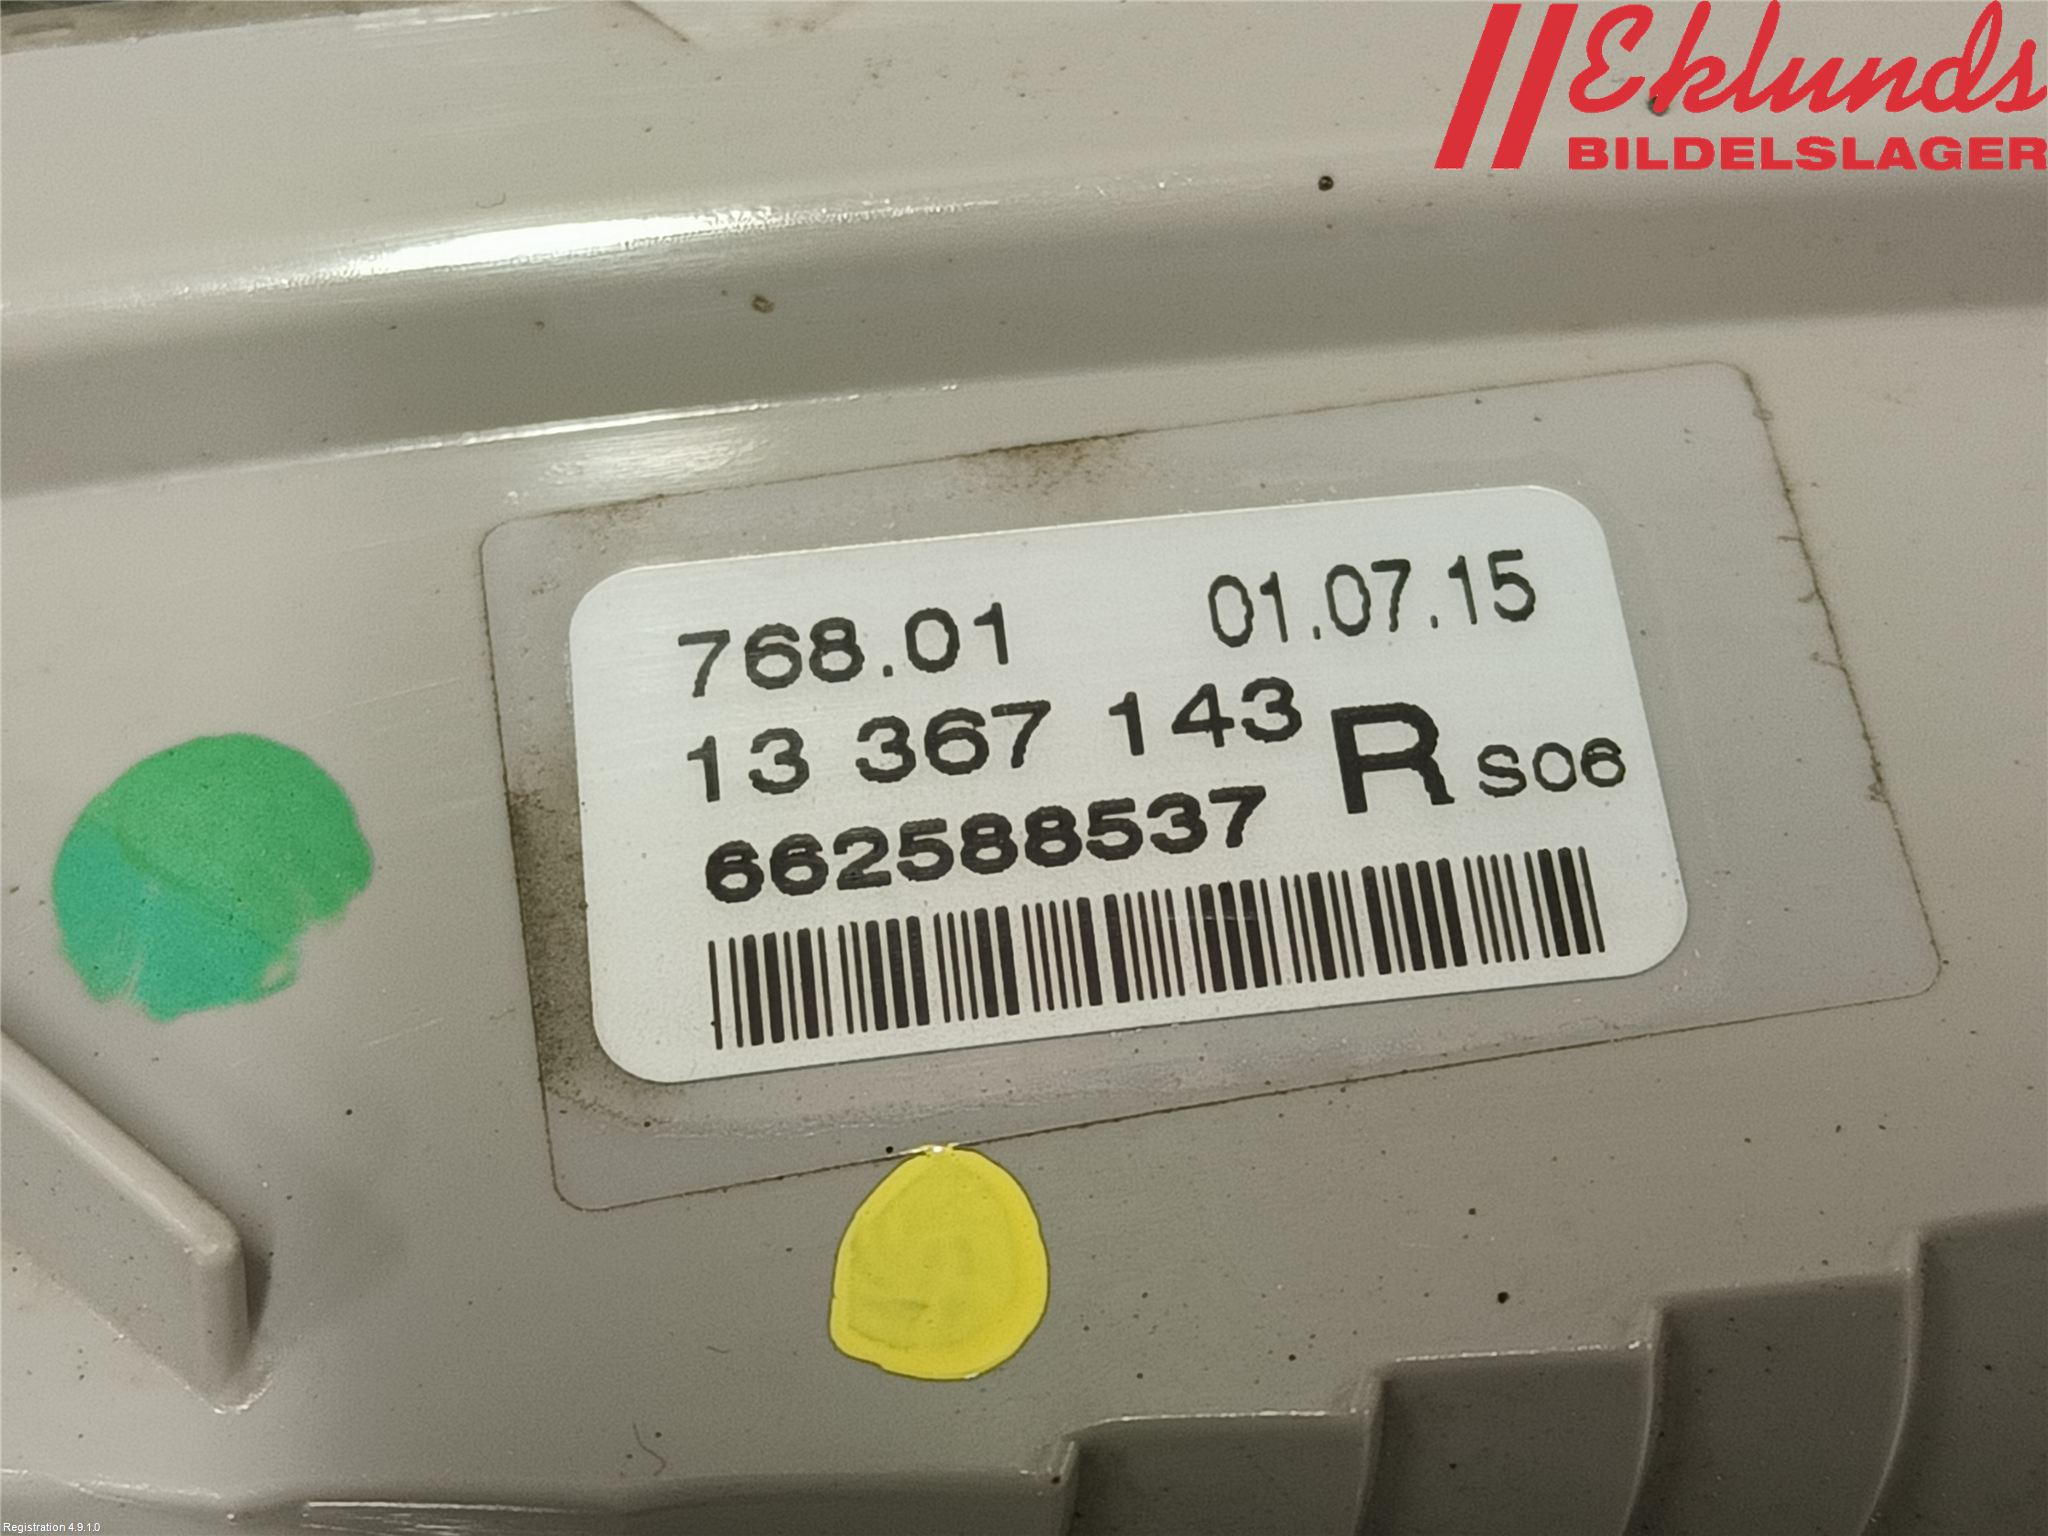 Eklunds
BILDELSLAGER
768.01 01.07.15
13 367 143 R S06
662588537
Registration 4.9.1.0